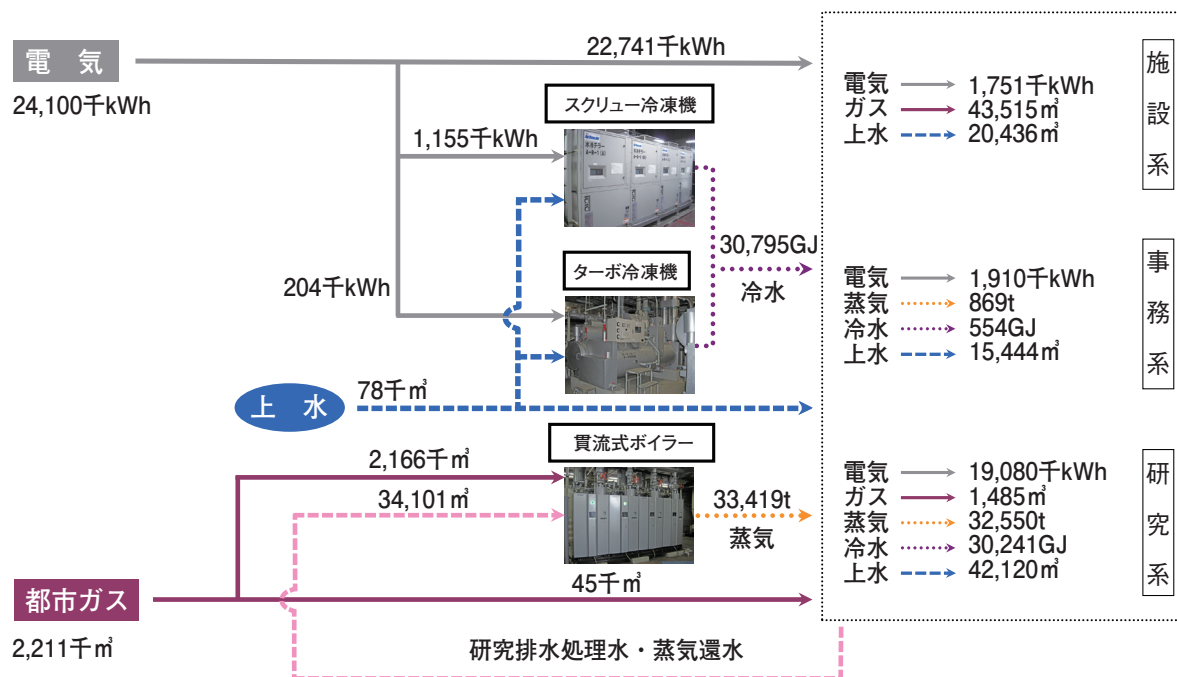 電　気
24,100千kWh
22,741千kWh
スクリュー冷凍機
1,155千kWh
204千kWh
ターボ冷凍機
30,795GJ
冷水
上　水
78千㎥
貫流式ボイラー
2,166千㎥
34,101㎥
33,419t
蒸気
45千㎥
都市ガス
2,211千㎥
研究排水処理水・蒸気還水
電気 1,751千kWh
ガス 43,515㎥
上水 20,436㎥
施設系
電気 1,910千kWh
蒸気 869t
冷水 554GJ
上水 15,444㎥
事務系
電気 19,080千kWh
ガス 1,485㎥
蒸気 32,550t
冷水 30,241GJ
上水 42,120㎥
研究系